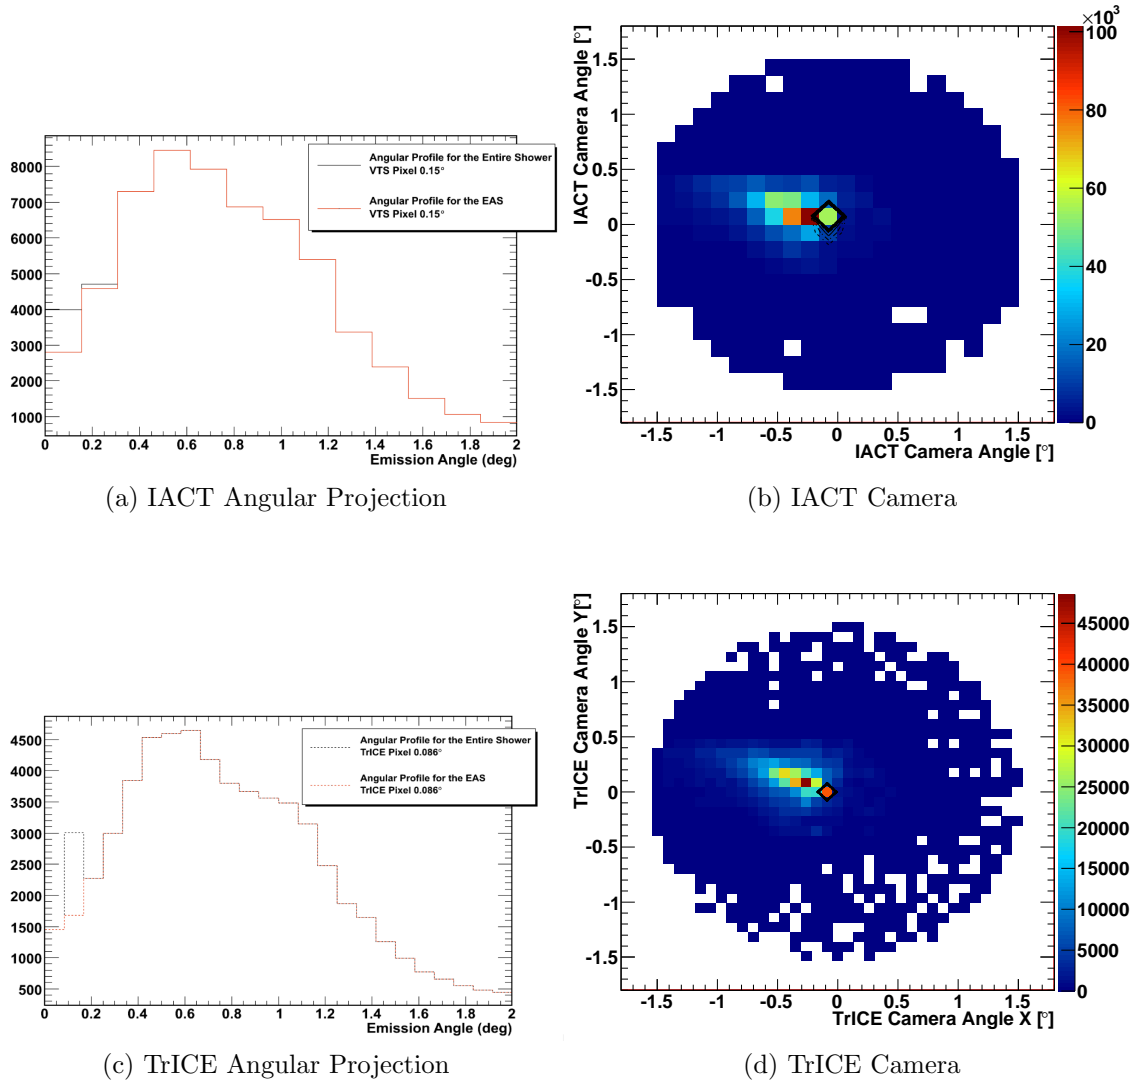 ×10³
IACT Camera Angle [°]
1.5
1
0.5
0
-0.5
-1
-1.5
-1.5 -1 -0.5 0 0.5 1 1.5
IACT Camera Angle [°]
100
80
60
40
20
0
8000
7000
6000
5000
4000
3000
2000
1000
Angular Profile for the Entire Shower
VTS Pixel 0.15°
Angular Profile for the EAS
VTS Pixel 0.15°
0 0.2 0.4 0.6 0.8 1 1.2 1.4 1.6 1.8 2
Emission Angle (deg)
(a) IACT Angular Projection
(b) IACT Camera
4500
4000
3500
3000
2500
2000
1500
1000
500
Angular Profile for the Entire Shower
TrICE Pixel 0.086°
Angular Profile for the EAS
TrICE Pixel 0.086°
0 0.2 0.4 0.6 0.8 1 1.2 1.4 1.6 1.8 2
Emission Angle (deg)
TrICE Camera Angle Y[°]
1.5
1
0.5
0
-0.5
-1
-1.5
-1.5 -1 -0.5 0 0.5 1 1.5
TrICE Camera Angle X [°]
45000
40000
35000
30000
25000
20000
15000
10000
5000
0
(c) TrICE Angular Projection
(d) TrICE Camera